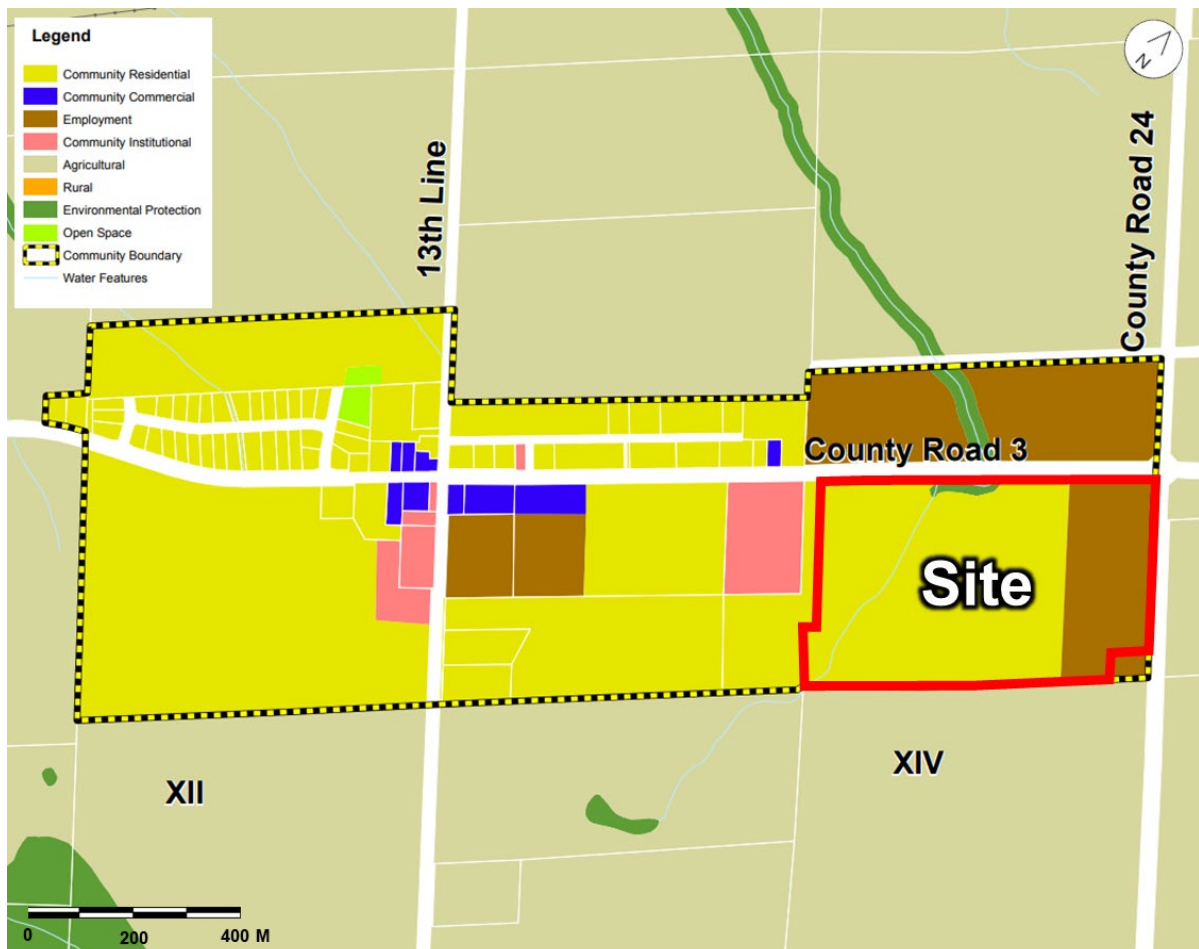 Legend
Community Residential
Community Commercial
Employment
Community Institutional
Agricultural
Rural
Environmental Protection
Open Space
Community Boundary
Water Features
N
13th Line
County Road 24
County Road 3
Site
XII
XIV
0 200 400 M